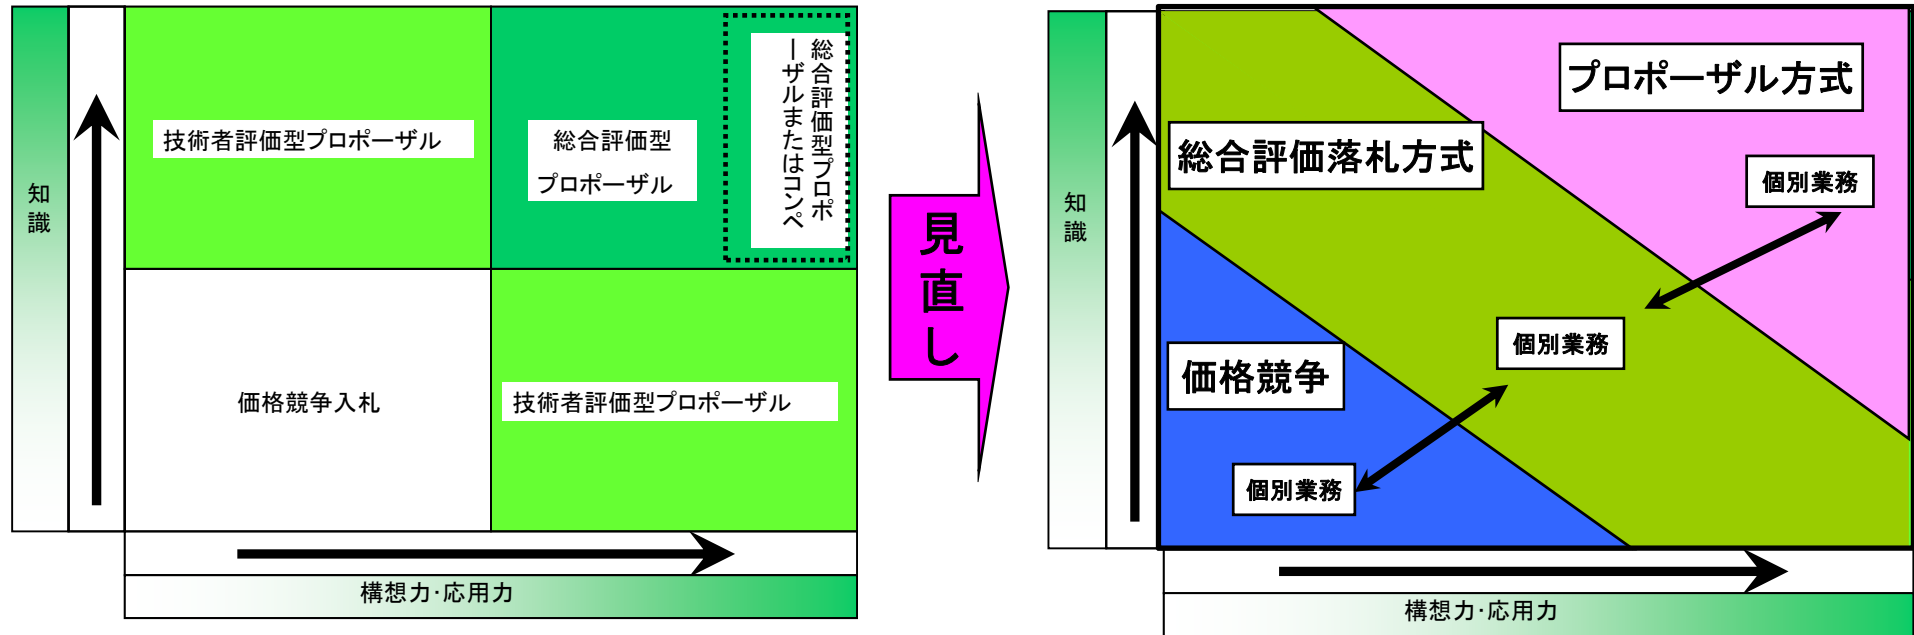 知
識
技術者評価型プロポーザル
総合評価型
プロポーザル
総合評価型プロポ
ーザルまたはコンペ
価格競争入札
技術者評価型プロポーザル
構想力・応用力
見直し
知
識
プロポーザル方式
総合評価落札方式
個別業務
個別業務
価格競争
個別業務
構想力・応用力